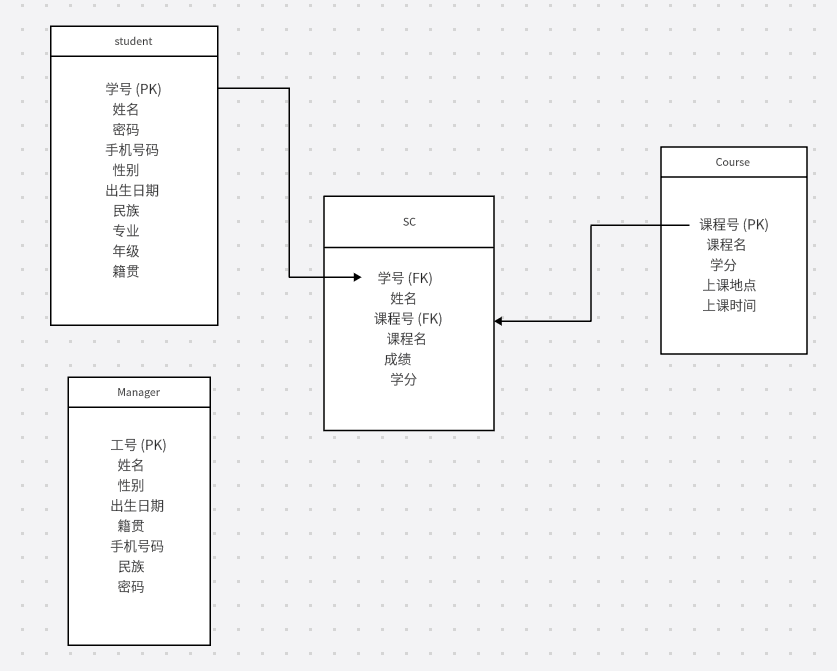 student
学号 (PK)
姓名
密码
手机号码
性别
出生日期
民族
专业
年级
籍贯
SC
学号 (FK)
姓名
课程号 (FK)
课程名
成绩
学分
Course
课程号 (PK)
课程名
学分
上课地点
上课时间
Manager
工号 (PK)
姓名
性别
出生日期
籍贯
手机号码
民族
密码